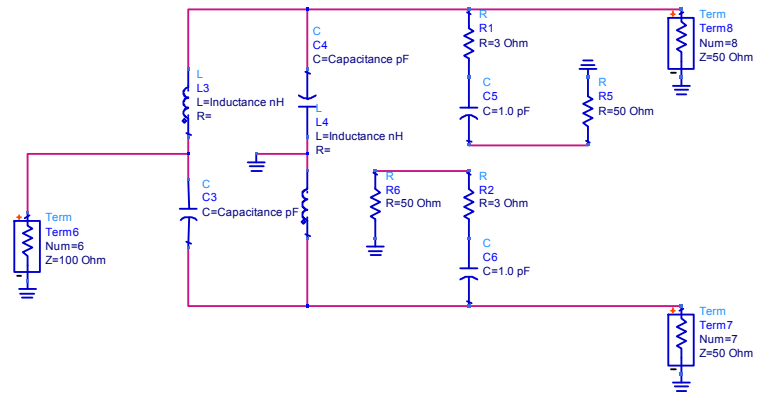 C
C4
C=Capacitance pF
R
R1
R=3 Ohm
Term
Term8
Num=8
Z=50 Ohm
L
L3
L=Inductance nH
R=
L
L4
L=Inductance nH
R=
C
C5
C=1.0 pF
R
R5
R=50 Ohm
C
C3
C=Capacitance pF
R
R6
R=50 Ohm
R
R2
R=3 Ohm
Term
Term6
Num=6
Z=100 Ohm
C
C6
C=1.0 pF
Term
Term7
Num=7
Z=50 Ohm